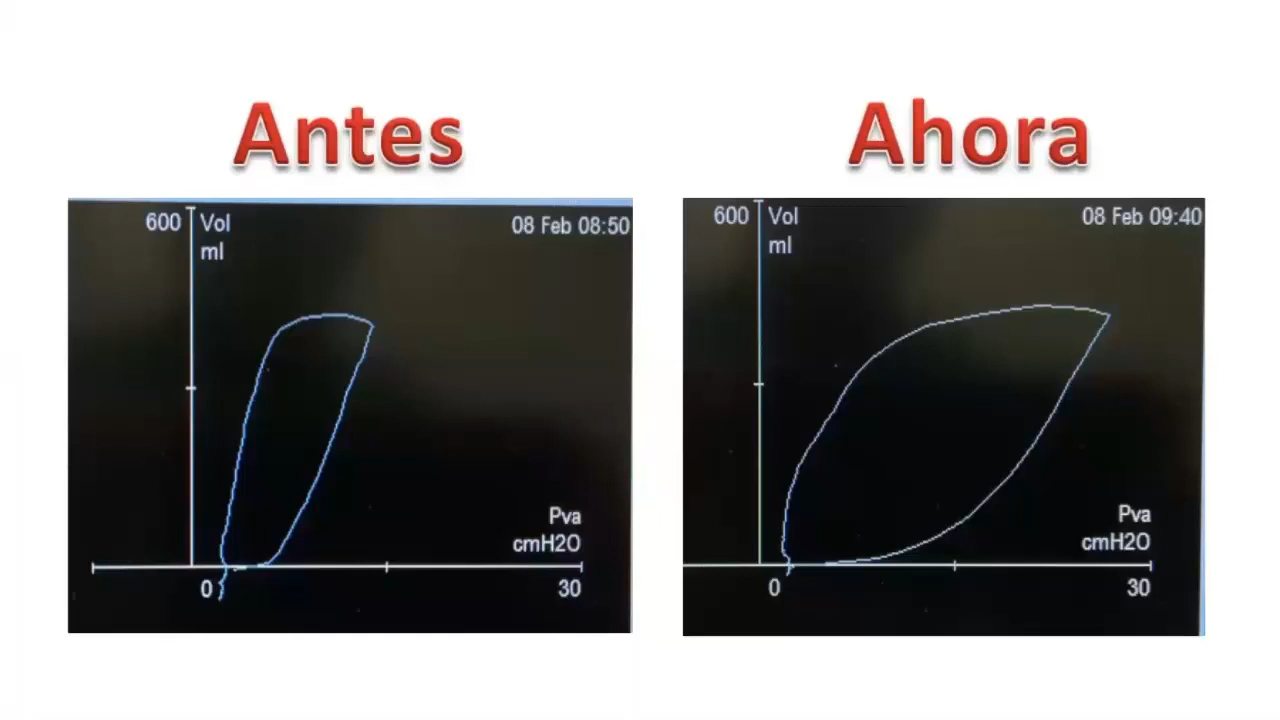 Antes
Ahora
600 Vol
ml
08 Feb 08:50
Pva
cmH2O
0
30
600 Vol
ml
08 Feb 09:40
Pva
cmH2O
0
30